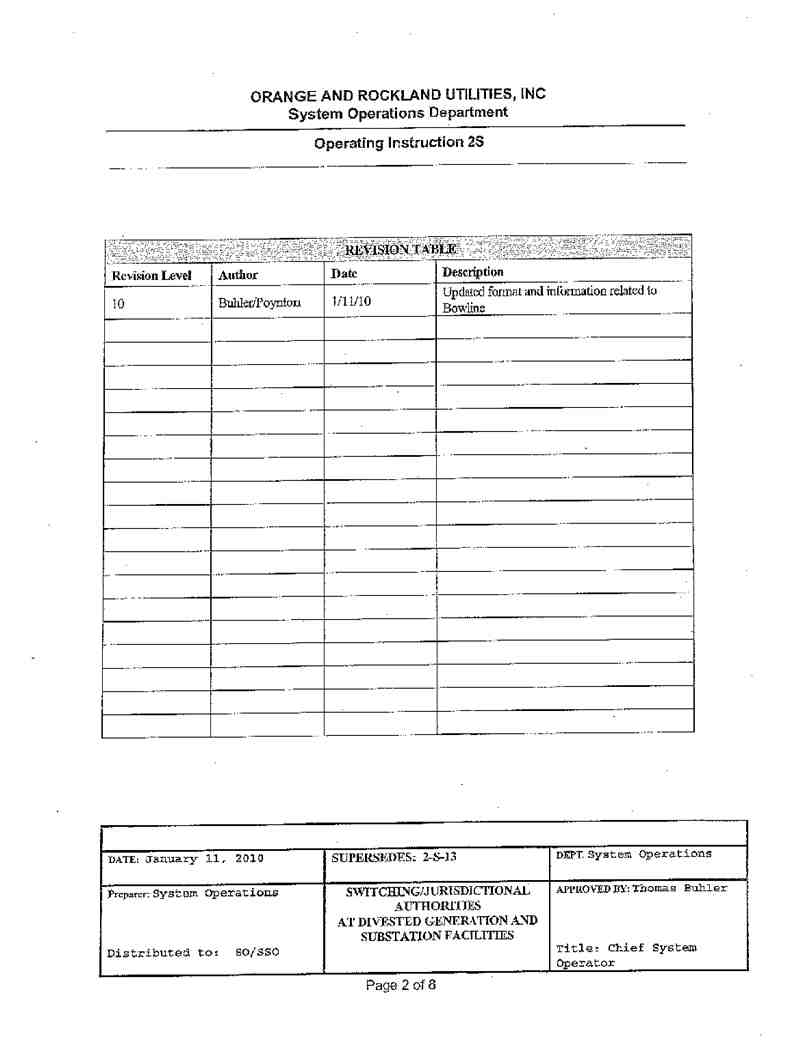 ORANGE AND ROCKLAND UTILITIES, INC
System Operations Department
Operating Instruction 2S
REVISION TABLE
Revision Level Author Date Description
10 Buhler/Poynton 1/11/10 Updated format and information related to
Bowline
DATE: January 11, 2010 SUPERSEDES: 2-S-13 DEPT. System Operations
Preparer: System Operations SWITCHING/JURISDICTIONAL APPROVED BY: Thomas Buhler
AUTHORITIES
AT DIVESTED GENERATION AND
SUBSTATION FACILITIES
Distributed to: SO/SSO Title: Chief System
Operator
Page 2 of 8